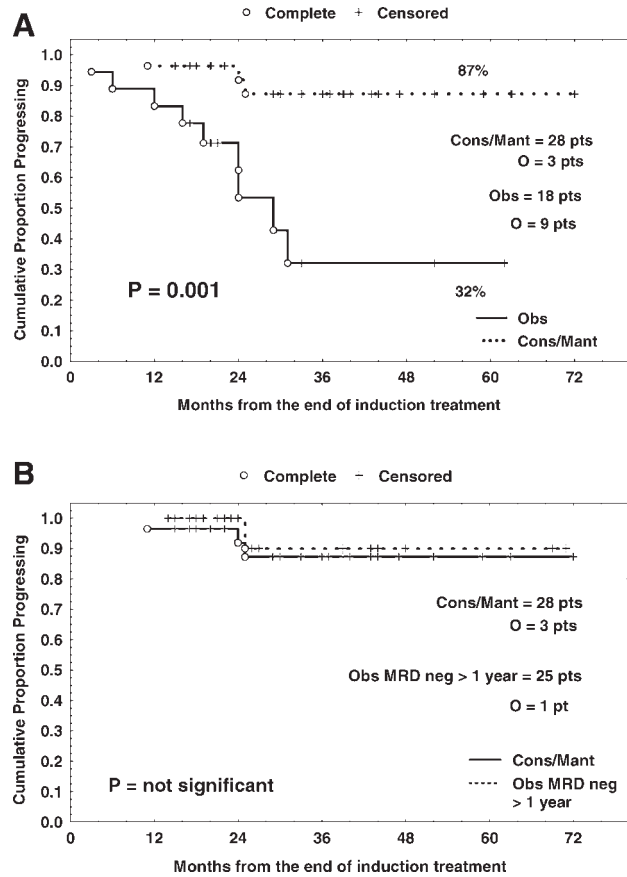 A
Complete Censored
Cumulative Proportion Progressing
1.0
0.9
0.8
0.7
0.6
0.5
0.4
0.3
0.2
0.1
0.0
87%
Cons/Mant = 28 pts
O = 3 pts
Obs = 18 pts
O = 9 pts
P = 0.001
32%
Obs
Cons/Mant
0 12 24 36 48 60 72
Months from the end of induction treatment
B
Complete Censored
Cumulative Proportion Progressing
1.0
0.9
0.8
0.7
0.6
0.5
0.4
0.3
0.2
0.1
0.0
Cons/Mant = 28 pts
O = 3 pts
Obs MRD neg > 1 year = 25 pts
O = 1 pt
P = not significant
Cons/Mant
Obs MRD neg
> 1 year
0 12 24 36 48 60 72
Months from the end of induction treatment